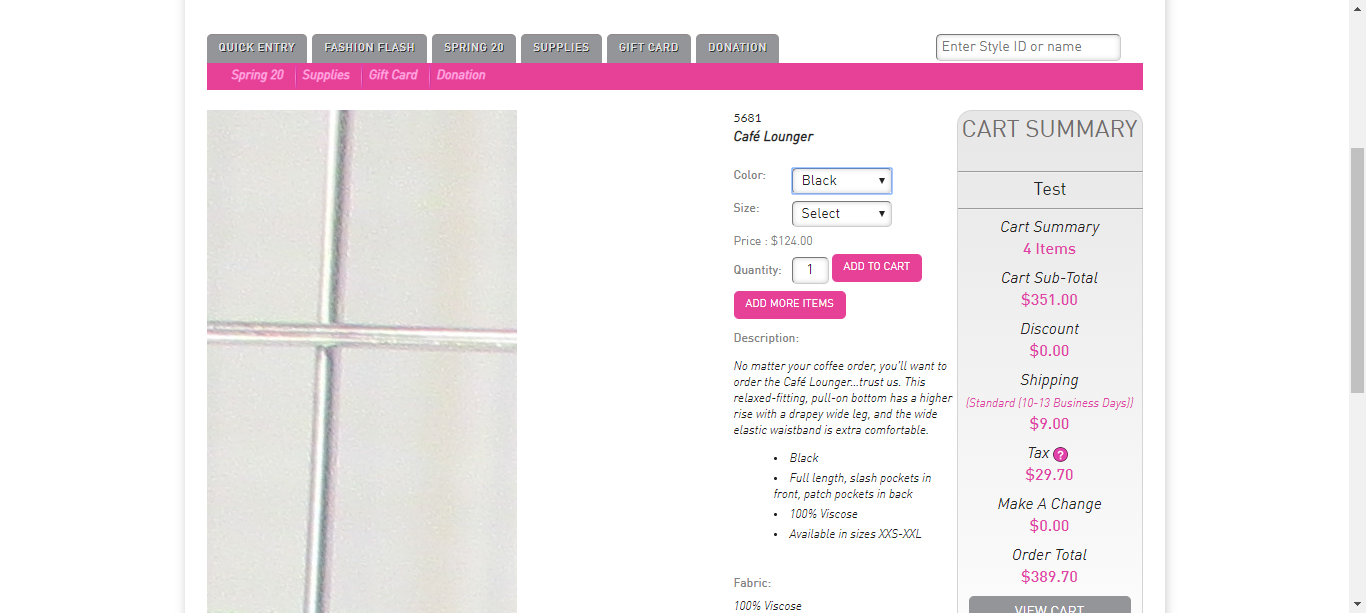 QUICK ENTRY FASHION FLASH SPRING 20 SUPPLIES GIFT CARD DONATION
Enter Style ID or name
Spring 20 Supplies Gift Card Donation
5681
Café Lounger
Color: Black
Size: Select
Price : $124.00
Quantity: 1 ADD TO CART
ADD MORE ITEMS
Description:
No matter your coffee order, you'll want to
order the Café Lounger...trust us. This
relaxed-fitting, pull-on bottom has a higher
rise with a drapey wide leg, and the wide
elastic waistband is extra comfortable.
• Black
• Full length, slash pockets in
front, patch pockets in back
• 100% Viscose
• Available in sizes XXS-XXL
Fabric:
100% Viscose
CART SUMMARY
Test
Cart Summary
4 Items
Cart Sub-Total
$351.00
Discount
$0.00
Shipping
(Standard (10-13 Business Days))
$9.00
Tax ?
$29.70
Make A Change
$0.00
Order Total
$389.70
VIEW CART